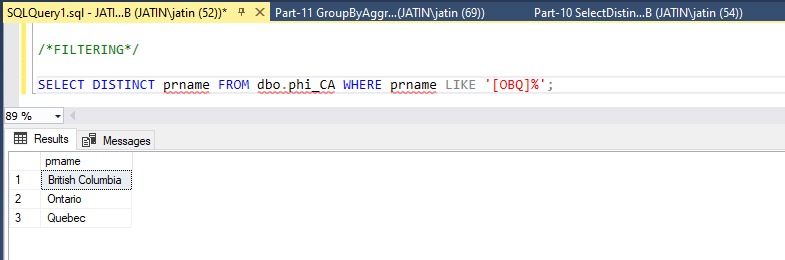 SQLQuery1.sql - JATI...B (JATIN\jatin (52))* Part-11 GroupByAggr...(JATIN\jatin (69)) Part-10 SelectDistin...B (JATIN\jatin (54))
/*FILTERING*/
SELECT DISTINCT prname FROM dbo.phi_CA WHERE prname LIKE '[OBQ]%';
89 %
Results Messages
prname
1 British Columbia
2 Ontario
3 Quebec